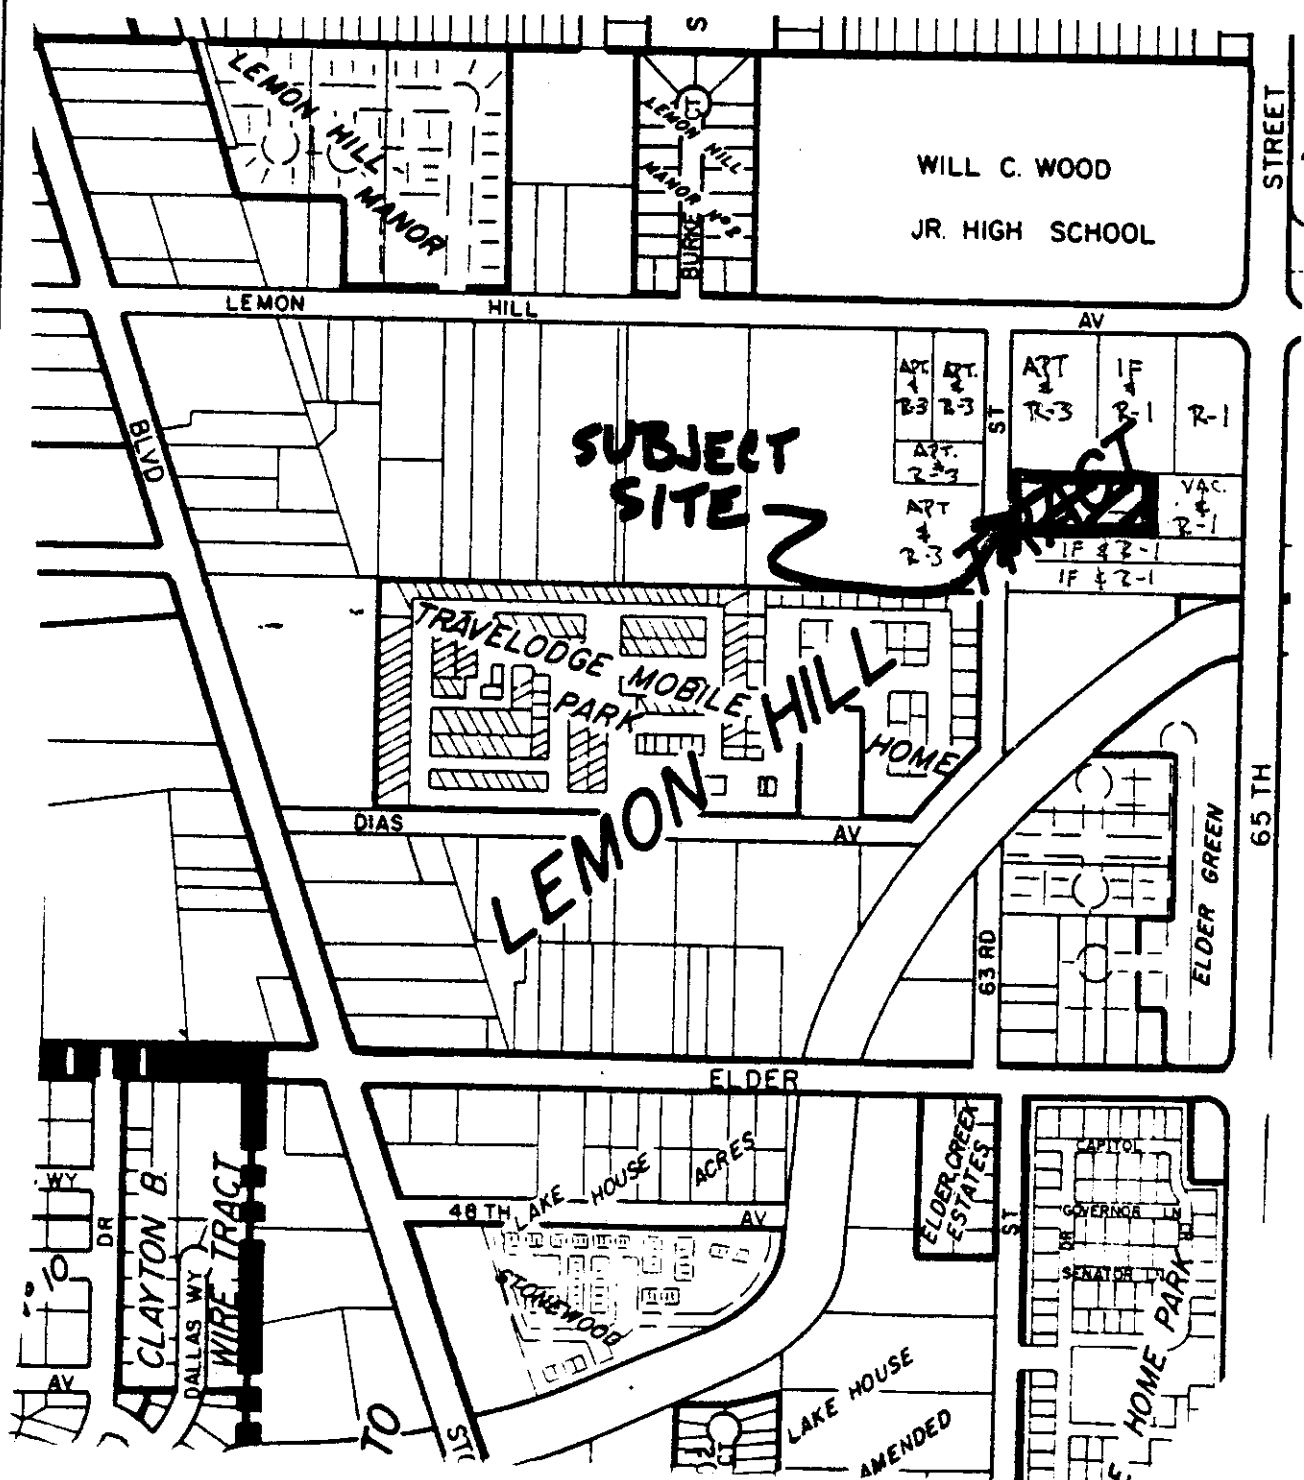 ST
LEMON HILL
MANOR
CT
LEMON HILL
MANOR Nº 2
BURKE
WILL C. WOOD
JR. HIGH SCHOOL
STREET
LEMON HILL AV
BLVD
APT.
&
R-3
APT.
&
R-3
ST
APT
&
R-3
1F
&
R-1
R-1
SUBJECT
SITE
APT.
&
R-3
APT
&
R-3
VAC.
&
R-1
1F & R-1
1F & R-1
TRACT
TRAVELODGE MOBILE
PARK
LEMON HILL
HOME
DIAS AV
65 TH
ELDER GREEN
63 RD
ELDER
LAKE HOUSE ACRES
48 TH AV
ELDER CREEK
ESTATES
ST
CAPITOL
GOVERNOR LN
DR
CR
SENATOR LN
HOME PARK
STONEWOOD
WY
DR
CLAYTON B.
WIRE TRACT
DALLAS WY
10
AV
TO
CT
LAKE HOUSE
AMENDED